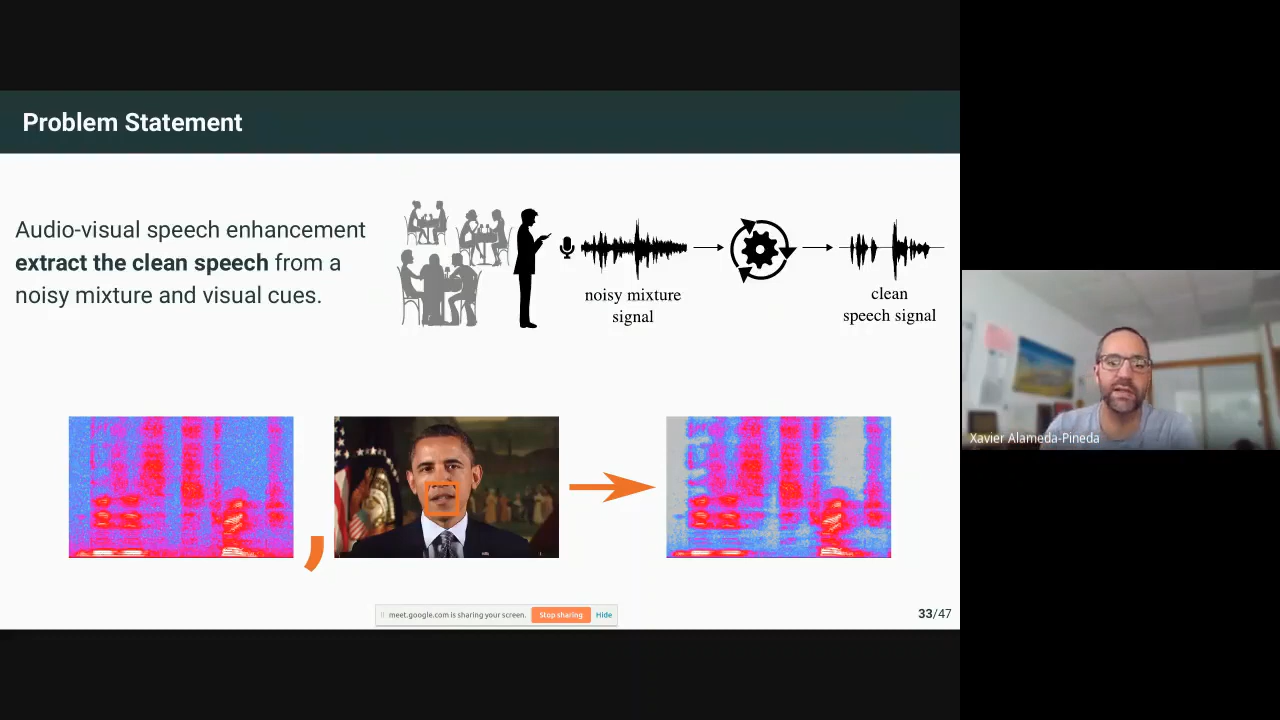 Problem Statement
Audio-visual speech enhancement
extract the clean speech from a
noisy mixture and visual cues.
noisy mixture
signal
clean
speech signal
Xavier Alameda-Pineda
meet.google.com is sharing your screen.
Stop sharing
Hide
33/47